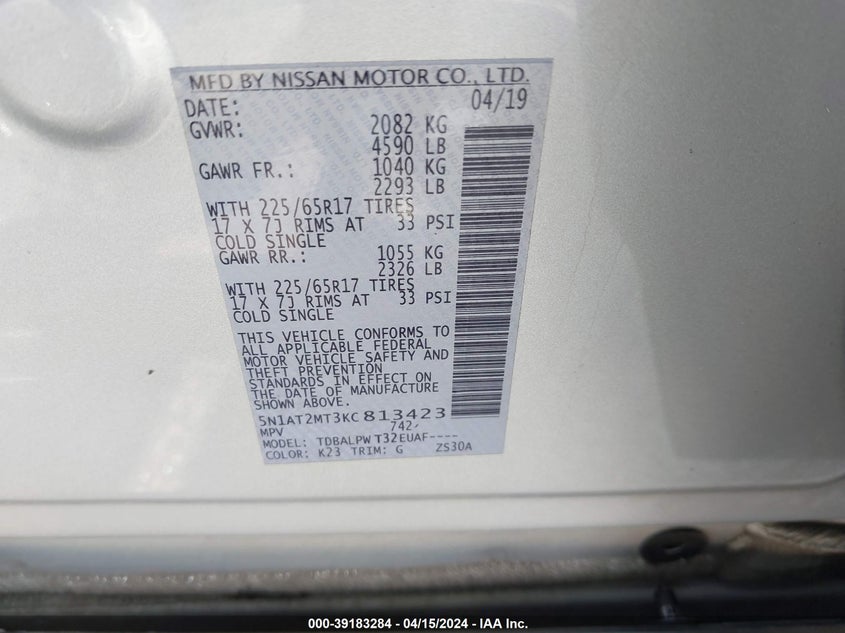 MFD BY NISSAN MOTOR CO., LTD.
DATE: 04/19
GVWR: 2082 KG
4590 LB
GAWR FR.: 1040 KG
2293 LB
WITH 225/65R17 TIRES
17 X 7J RIMS AT 33 PSI
COLD SINGLE
GAWR RR.: 1055 KG
2326 LB
WITH 225/65R17 TIRES
17 X 7J RIMS AT 33 PSI
COLD SINGLE
THIS VEHICLE CONFORMS TO
ALL APPLICABLE FEDERAL
MOTOR VEHICLE SAFETY AND
THEFT PREVENTION
STANDARDS IN EFFECT ON
THE DATE OF MANUFACTURE
SHOWN ABOVE.
5N1AT2MT3KC813423
MPV 742,
MODEL: TDBALPW T32EUAF----
COLOR: K23 TRIM: G ZS30A
000-39183284 - 04/15/2024 - IAA Inc.